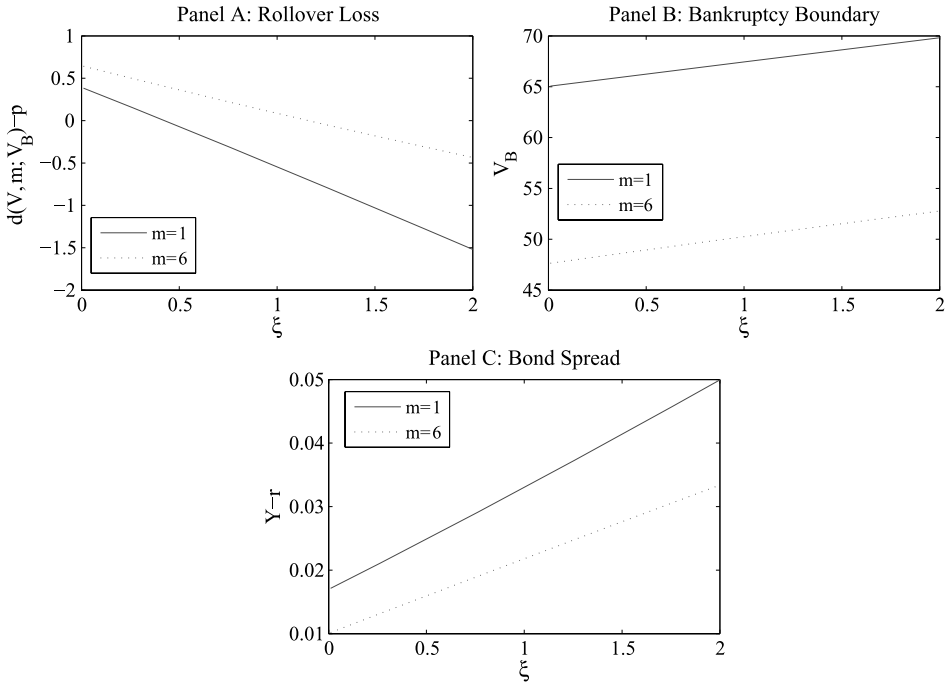 Panel A: Rollover Loss
1
0.5
0
−0.5
−1
−1.5
−2
d(V, m; V_B)−p
m=1
m=6
0 0.5 1 1.5 2
ξ
Panel B: Bankruptcy Boundary
70
65
60
55
50
45
V_B
m=1
m=6
0 0.5 1 1.5 2
ξ
Panel C: Bond Spread
0.05
0.04
0.03
0.02
0.01
Y−r
m=1
m=6
0 0.5 1 1.5 2
ξ